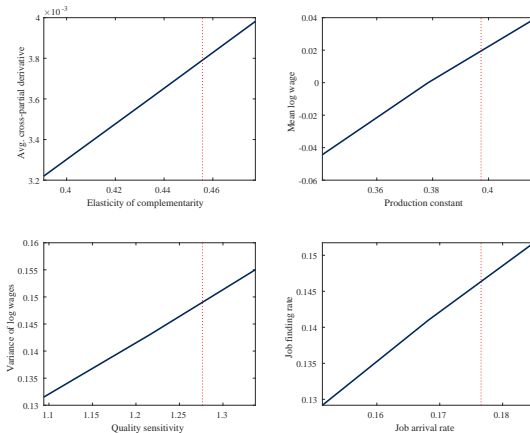 ×10⁻³
4
3.8
3.6
3.4
3.2
Avg. cross-partial derivative
0.4 0.42 0.44 0.46
Elasticity of complementarity
0.04
0.02
0
-0.02
-0.04
-0.06
Mean log wage
0.36 0.38 0.4
Production constant
0.16
0.155
0.15
0.145
0.14
0.135
0.13
Variance of log wages
1.1 1.15 1.2 1.25 1.3
Quality sensitivity
0.15
0.145
0.14
0.135
0.13
Job finding rate
0.16 0.17 0.18
Job arrival rate